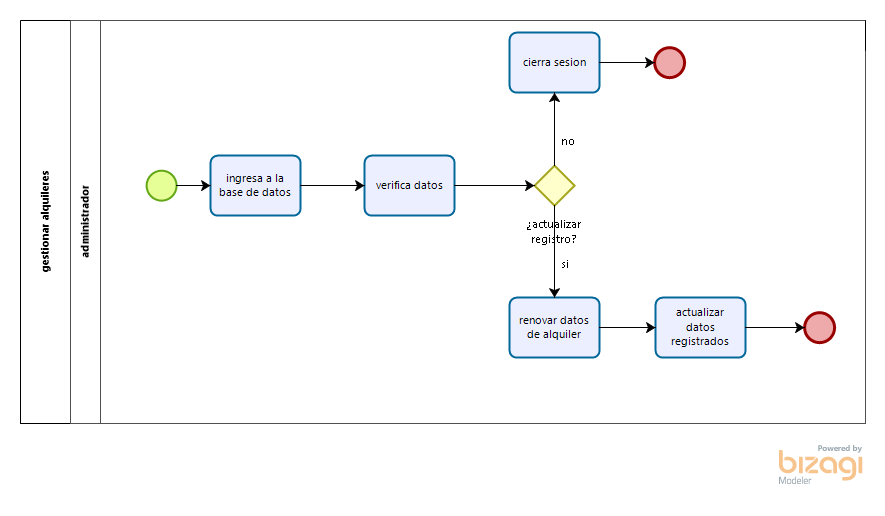 gestionar alquileres
administrador
ingresa a la
base de datos
verifica datos
cierra sesion
no
¿actualizar
registro?
si
renovar datos
de alquiler
actualizar
datos
registrados
Powered by
bizagi
Modeler